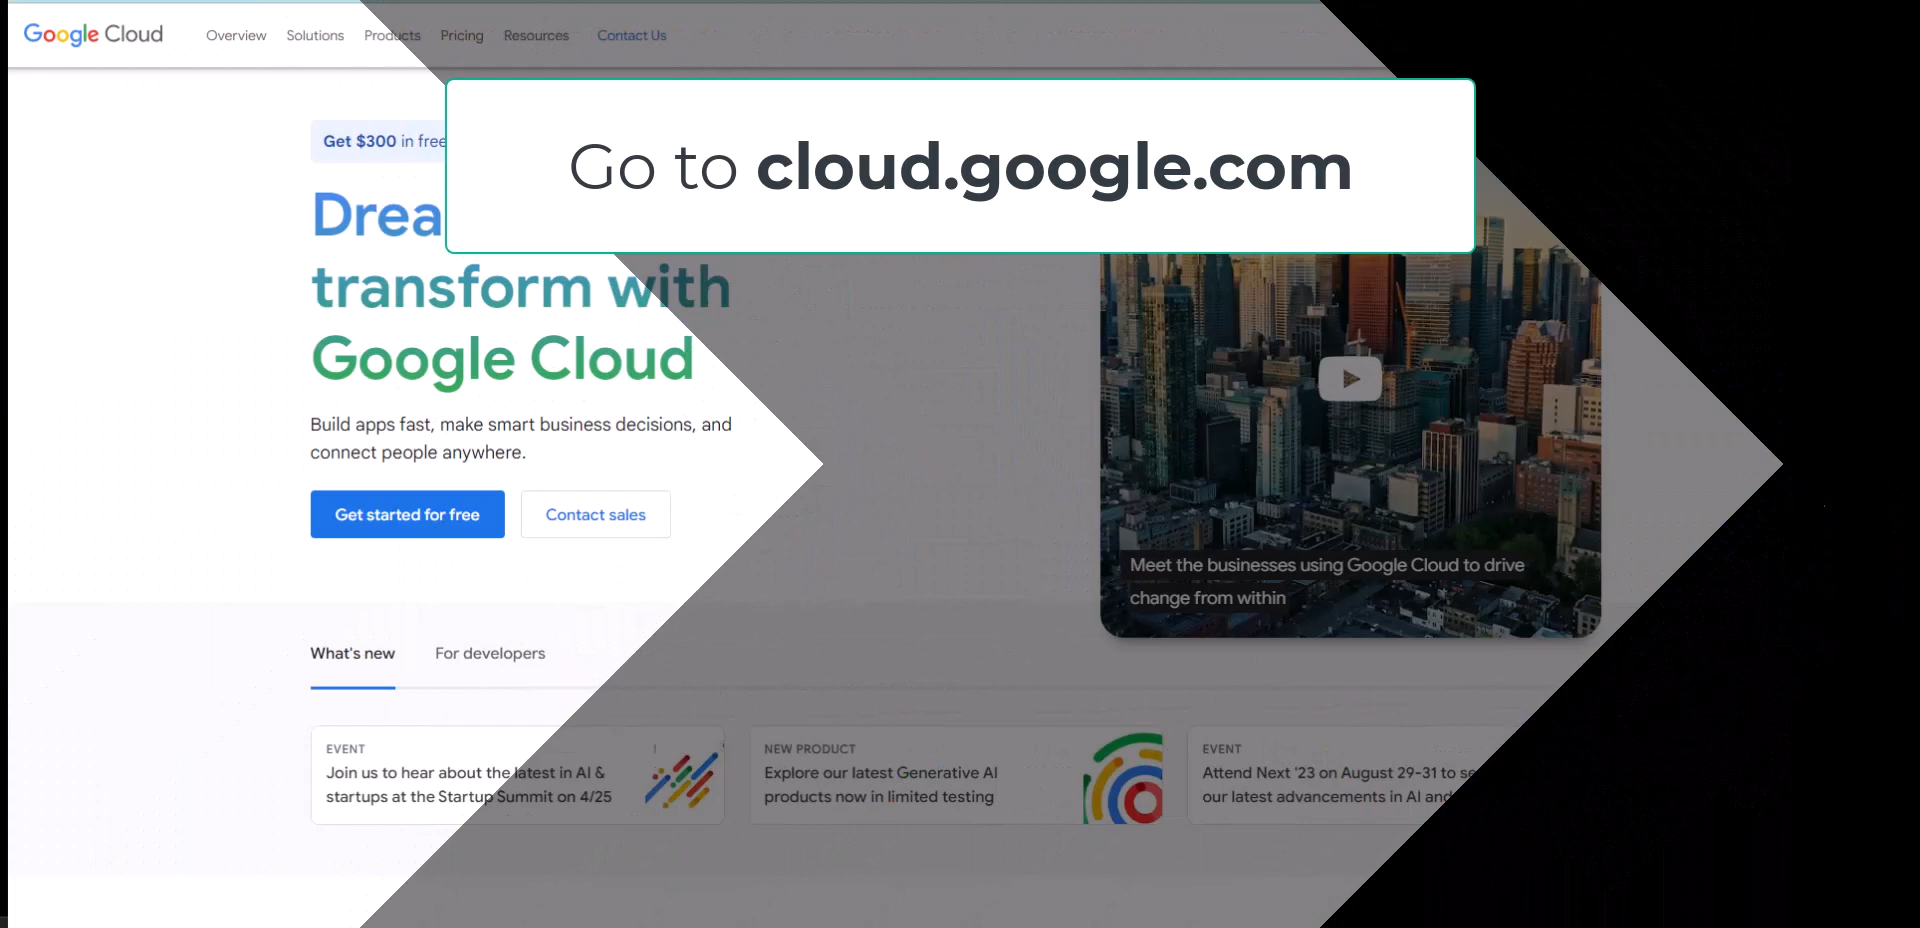 Google Cloud
Overview Solutions Products Pricing Resources Contact Us
Go to cloud.google.com
Get $300 in free
Drea
transform with
Google Cloud
Build apps fast, make smart business decisions, and
connect people anywhere.
Get started for free Contact sales
Meet the businesses using Google Cloud to drive
change from within
What's new For developers
EVENT
Join us to hear about the latest in AI &
startups at the Startup Summit on 4/25
NEW PRODUCT
Explore our latest Generative AI
products now in limited testing
EVENT
Attend Next '23 on August 29-31 to se
our latest advancements in AI and